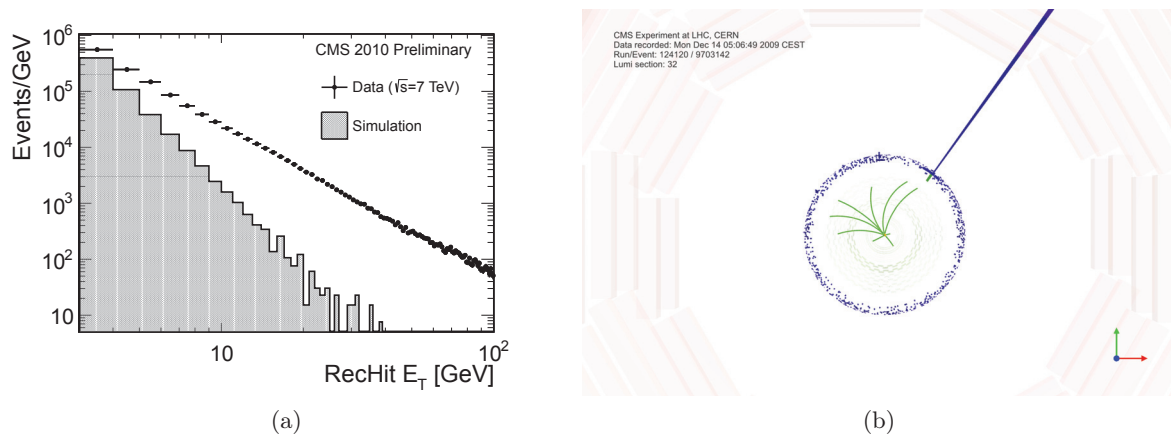 Events/GeV
10^6
10^5
10^4
10^3
10^2
10
CMS 2010 Preliminary
Data (√s=7 TeV)
Simulation
10
10^2
RecHit E_T [GeV]
(a)
CMS Experiment at LHC, CERN
Data recorded: Mon Dec 14 05:06:49 2009 CEST
Run/Event: 124120 / 9703142
Lumi section: 32
(b)